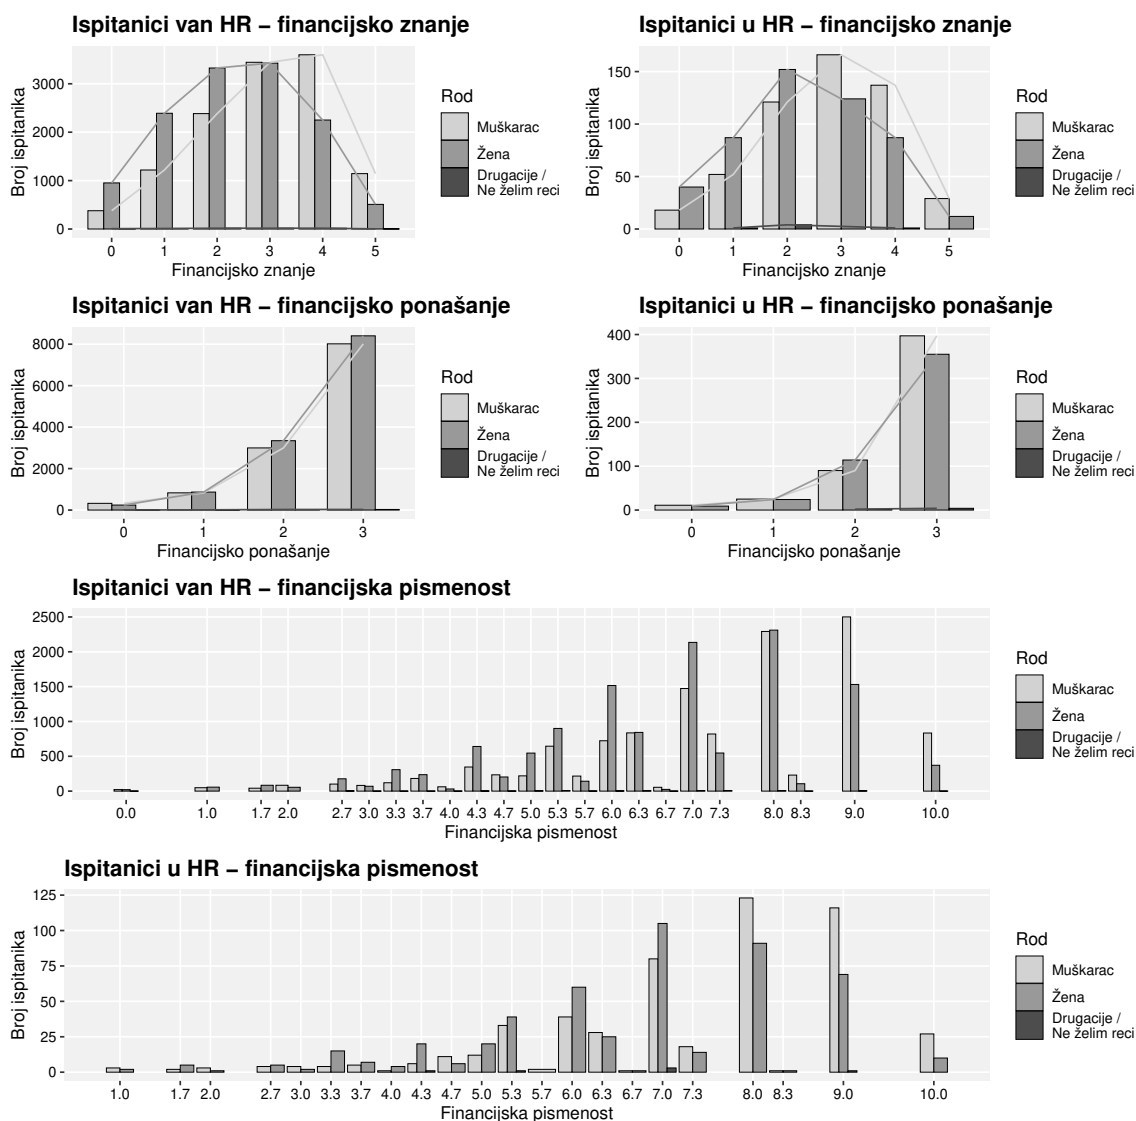 Ispitanici van HR – financijsko znanje
Broj ispitanika
3000
2000
1000
0
0 1 2 3 4 5
Financijsko znanje
Rod
Muškarac
Žena
Drugacije /
Ne želim reci
Ispitanici u HR – financijsko znanje
Broj ispitanika
150
100
50
0
0 1 2 3 4 5
Financijsko znanje
Rod
Muškarac
Žena
Drugacije /
Ne želim reci
Ispitanici van HR – financijsko ponašanje
Broj ispitanika
8000
6000
4000
2000
0
0 1 2 3
Financijsko ponašanje
Rod
Muškarac
Žena
Drugacije /
Ne želim reci
Ispitanici u HR – financijsko ponašanje
Broj ispitanika
400
300
200
100
0
0 1 2 3
Financijsko ponašanje
Rod
Muškarac
Žena
Drugacije /
Ne želim reci
Ispitanici van HR – financijska pismenost
Broj ispitanika
2500
2000
1500
1000
500
0
0.0 1.0 1.7 2.0 2.7 3.0 3.3 3.7 4.0 4.3 4.7 5.0 5.3 5.7 6.0 6.3 6.7 7.0 7.3 8.0 8.3 9.0 10.0
Financijska pismenost
Rod
Muškarac
Žena
Drugacije /
Ne želim reci
Ispitanici u HR – financijska pismenost
Broj ispitanika
125
100
75
50
25
0
1.0 1.7 2.0 2.7 3.0 3.3 3.7 4.0 4.3 4.7 5.0 5.3 5.7 6.0 6.3 6.7 7.0 7.3 8.0 8.3 9.0 10.0
Financijska pismenost
Rod
Muškarac
Žena
Drugacije /
Ne želim reci